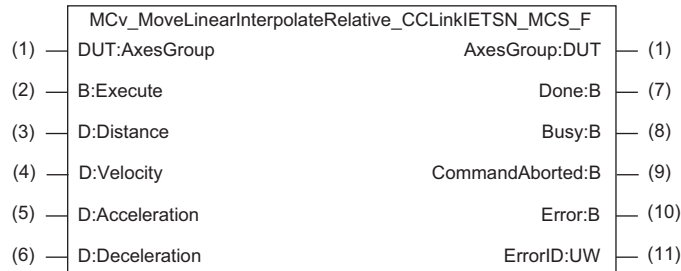 MCv_MoveLinearInterpolateRelative_CCLinkIETSN_MCS_F
(1) DUT:AxesGroup AxesGroup:DUT (1)
(2) B:Execute Done:B (7)
(3) D:Distance Busy:B (8)
(4) D:Velocity CommandAborted:B (9)
(5) D:Acceleration Error:B (10)
(6) D:Deceleration ErrorID:UW (11)